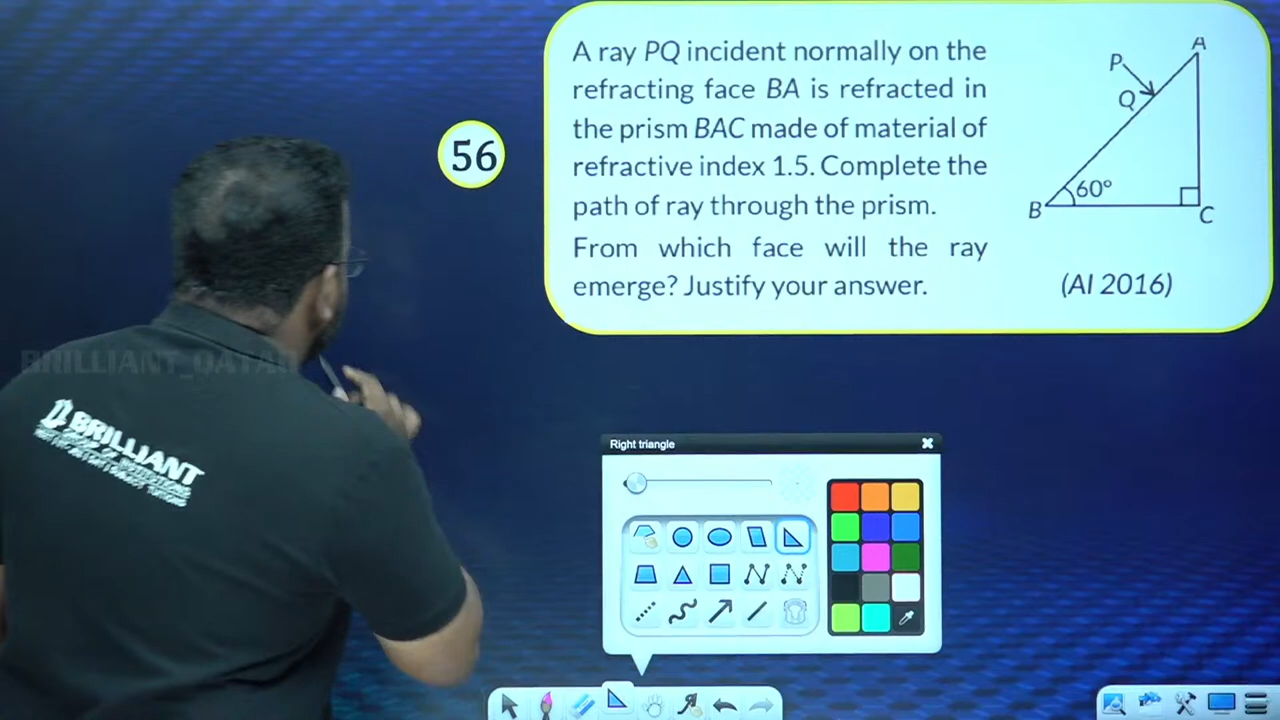 A ray PQ incident normally on the
refracting face BA is refracted in
the prism BAC made of material of
refractive index 1.5. Complete the
path of ray through the prism.
From which face will the ray
emerge? Justify your answer.
(AI 2016)
56
A
P
Q
60°
B
C
BRILLIANT_QATAR
BRILLIANT
Right triangle